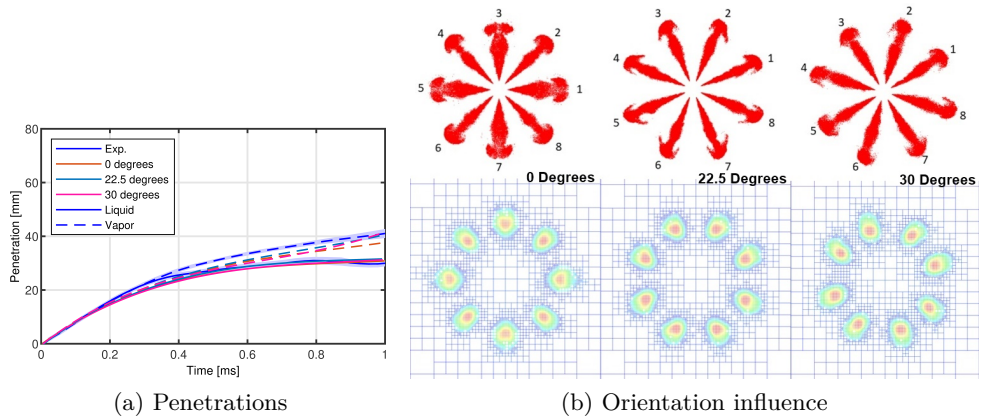 80
60
40
20
0
Penetration [mm]
Exp.
0 degrees
22.5 degrees
30 degrees
Liquid
Vapor
0
0.2
0.4
0.6
0.8
1
Time [ms]
(a) Penetrations
3
4
2
5
1
6
8
7
0 Degrees
3
2
4
1
5
8
6
7
22.5 Degrees
3
2
4
1
5
8
6
7
30 Degrees
(b) Orientation influence